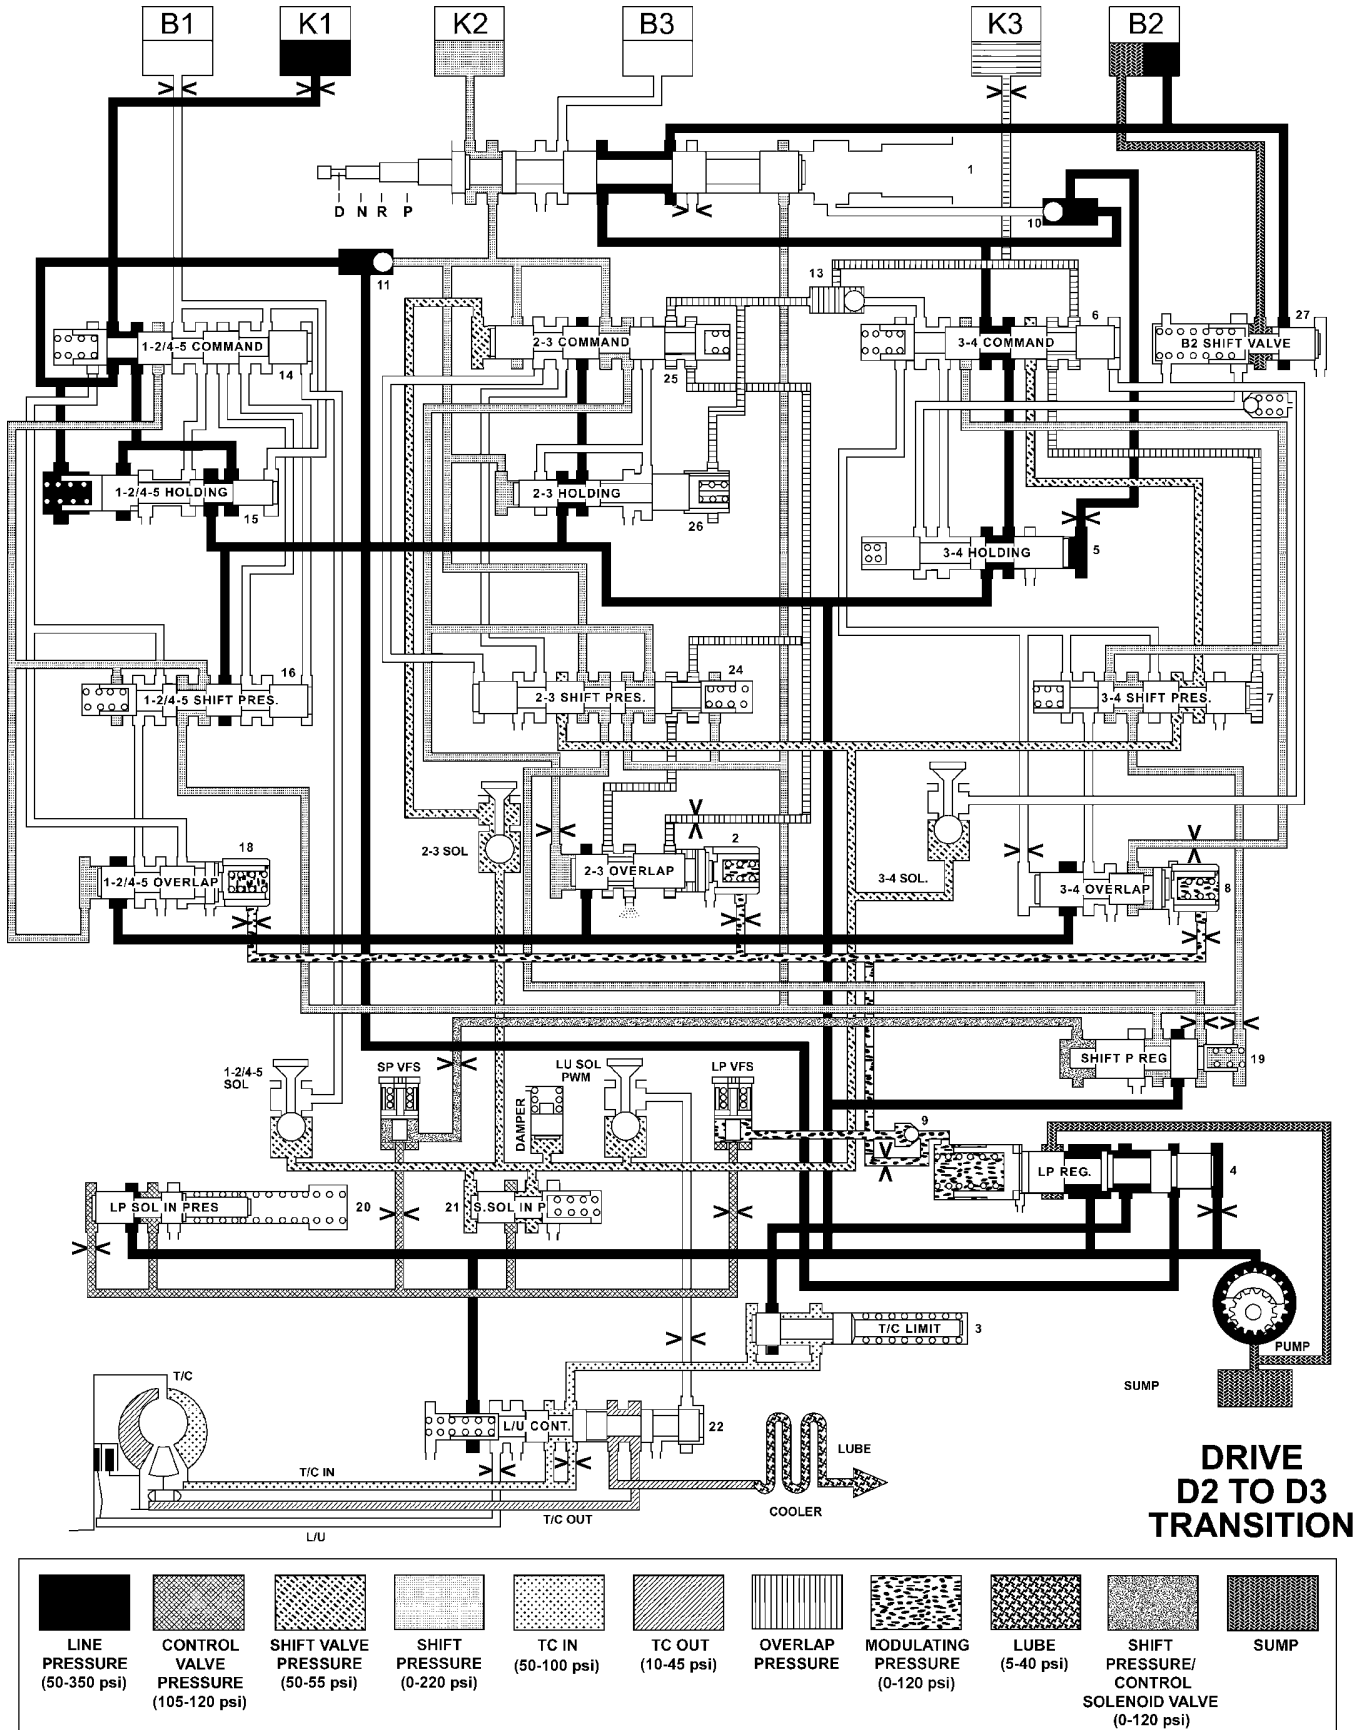 B1
K1
K2
B3
K3
B2
D N R P
1
10
11
13
6
27
1-2/4-5 COMMAND
2-3 COMMAND
3-4 COMMAND
B2 SHIFT VALVE
14
25
1-2/4-5 HOLDING
2-3 HOLDING
15
26
3-4 HOLDING
5
16
24
1-2/4-5 SHIFT PRES.
2-3 SHIFT PRES.
3-4 SHIFT PRES.
7
2-3 SOL
18
2
3-4 SOL.
1-2/4-5 OVERLAP
2-3 OVERLAP
3-4 OVERLAP
8
SHIFT P REG
19
1-2/4-5
SOL
SP VFS
LU SOL
PWM
LP VFS
DAMPER
9
LP REG.
4
LP SOL IN PRES
20
21
S.SOL IN P
T/C LIMIT
3
PUMP
SUMP
T/C
L/U CONT.
22
LUBE
T/C IN
COOLER
T/C OUT
L/U
DRIVE
D2 TO D3
TRANSITION
LINE
PRESSURE
(50-350 psi)
CONTROL
VALVE
PRESSURE
(105-120 psi)
SHIFT VALVE
PRESSURE
(50-55 psi)
SHIFT
PRESSURE
(0-220 psi)
TC IN
(50-100 psi)
TC OUT
(10-45 psi)
OVERLAP
PRESSURE
MODULATING
PRESSURE
(0-120 psi)
LUBE
(5-40 psi)
SHIFT
PRESSURE/
CONTROL
SOLENOID VALVE
(0-120 psi)
SUMP